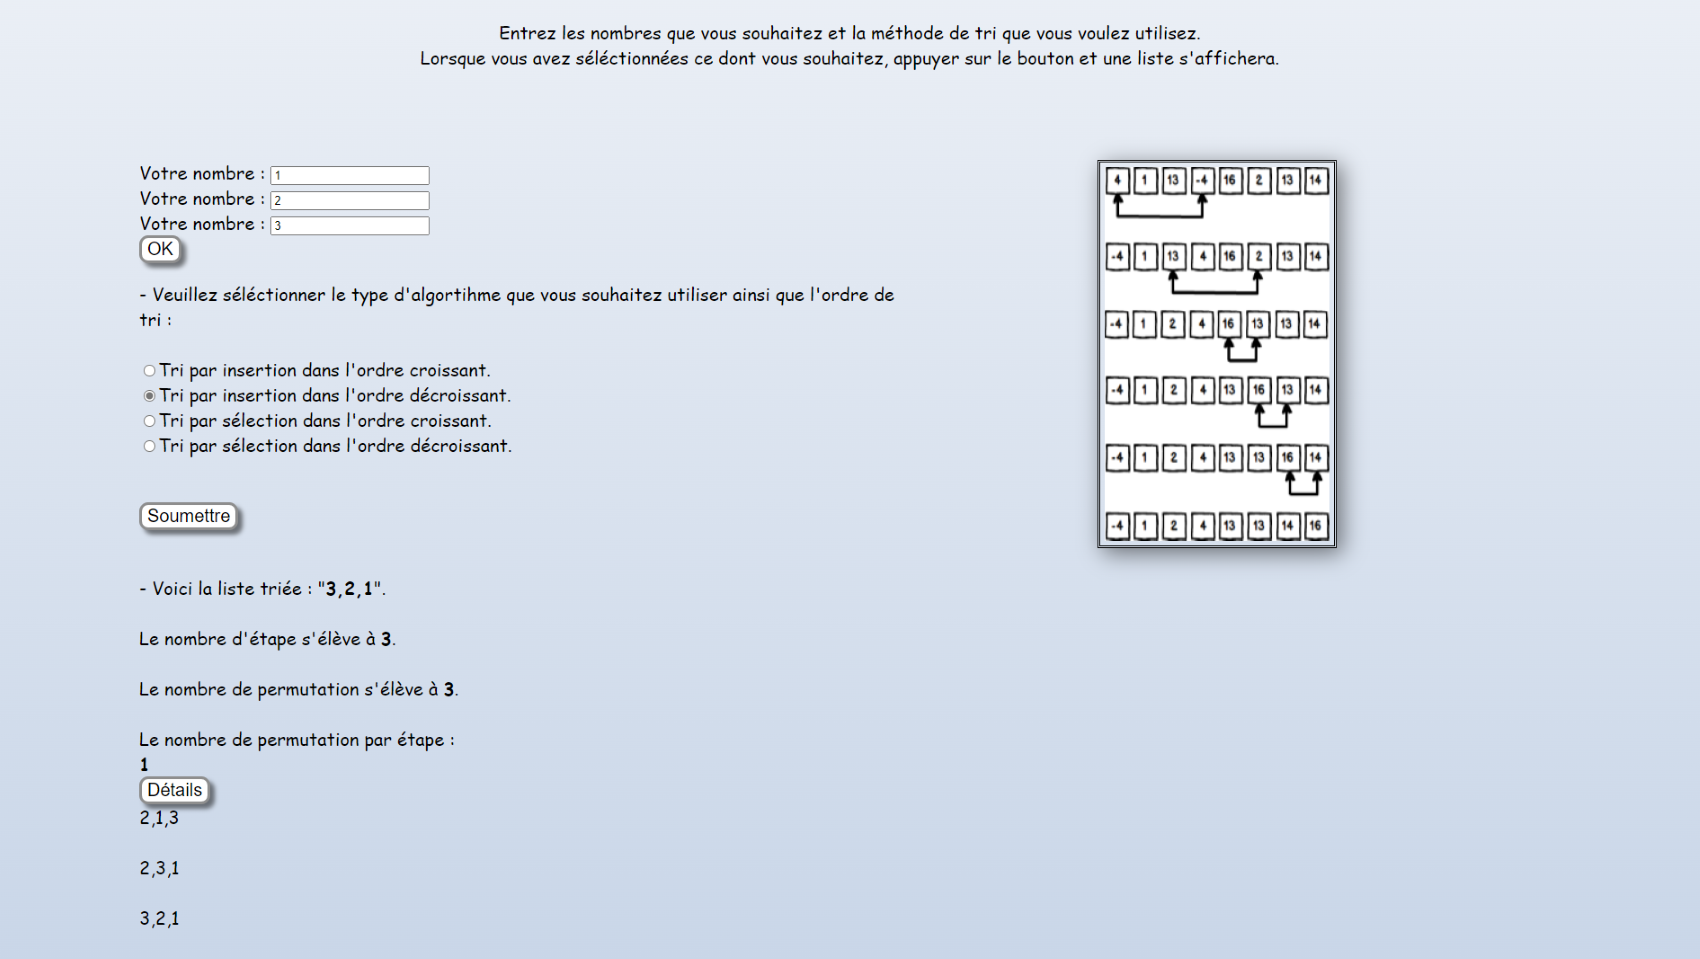 Entrez les nombres que vous souhaitez et la méthode de tri que vous voulez utilisez.
Lorsque vous avez séléctionnées ce dont vous souhaitez, appuyer sur le bouton et une liste s'affichera.
Votre nombre : 1
Votre nombre : 2
Votre nombre : 3
OK
- Veuillez séléctionner le type d'algortihme que vous souhaitez utiliser ainsi que l'ordre de
tri :
Tri par insertion dans l'ordre croissant.
Tri par insertion dans l'ordre décroissant.
Tri par sélection dans l'ordre croissant.
Tri par sélection dans l'ordre décroissant.
Soumettre
- Voici la liste triée : "3,2,1".
Le nombre d'étape s'élève à 3.
Le nombre de permutation s'élève à 3.
Le nombre de permutation par étape :
1
Détails
2,1,3
2,3,1
3,2,1
4 1 13 -4 16 2 13 14
-4 1 13 4 16 2 13 14
-4 1 2 4 16 13 13 14
-4 1 2 4 13 16 13 14
-4 1 2 4 13 13 16 14
-4 1 2 4 13 13 14 16